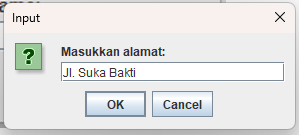 Input
Masukkan alamat:
Jl. Suka Bakti
OK
Cancel